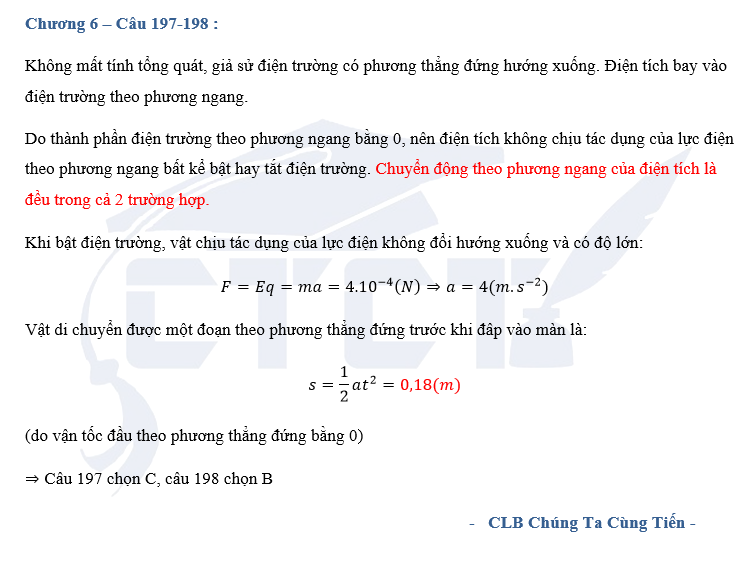 Chương 6 – Câu 197-198 :
Không mất tính tổng quát, giả sử điện trường có phương thẳng đứng hướng xuống. Điện tích bay vào
điện trường theo phương ngang.
Do thành phần điện trường theo phương ngang bằng 0, nên điện tích không chịu tác dụng của lực điện
theo phương ngang bất kể bật hay tắt điện trường. Chuyển động theo phương ngang của điện tích là
đều trong cả 2 trường hợp.
Khi bật điện trường, vật chịu tác dụng của lực điện không đổi hướng xuống và có độ lớn:
F = Eq = ma = 4.10⁻⁴(N) ⇒ a = 4(m.s⁻²)
Vật di chuyển được một đoạn theo phương thẳng đứng trước khi đâp vào màn là:
s = 1/2 at² = 0,18(m)
(do vận tốc đầu theo phương thẳng đứng bằng 0)
⇒ Câu 197 chọn C, câu 198 chọn B
- CLB Chúng Ta Cùng Tiến -
CTCT